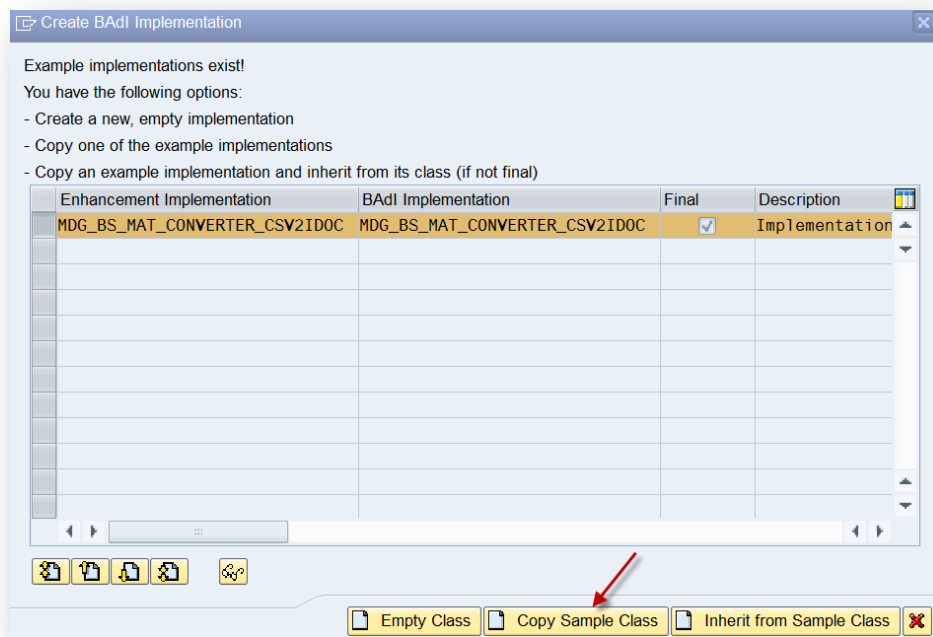 Create BAdI Implementation
Example implementations exist!
You have the following options:
- Create a new, empty implementation
- Copy one of the example implementations
- Copy an example implementation and inherit from its class (if not final)
Enhancement Implementation BAdI Implementation Final Description
MDG_BS_MAT_CONVERTER_CSV2IDOC MDG_BS_MAT_CONVERTER_CSV2IDOC Implementation
Empty Class Copy Sample Class Inherit from Sample Class